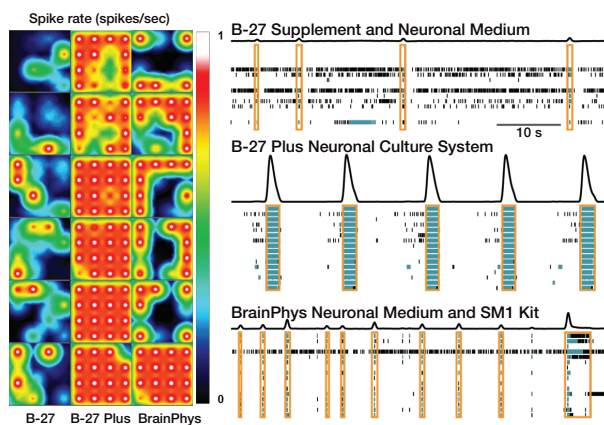 Spike rate (spikes/sec)
1
0
B-27
B-27 Plus
BrainPhys
B-27 Supplement and Neuronal Medium
10 s
B-27 Plus Neuronal Culture System
BrainPhys Neuronal Medium and SM1 Kit